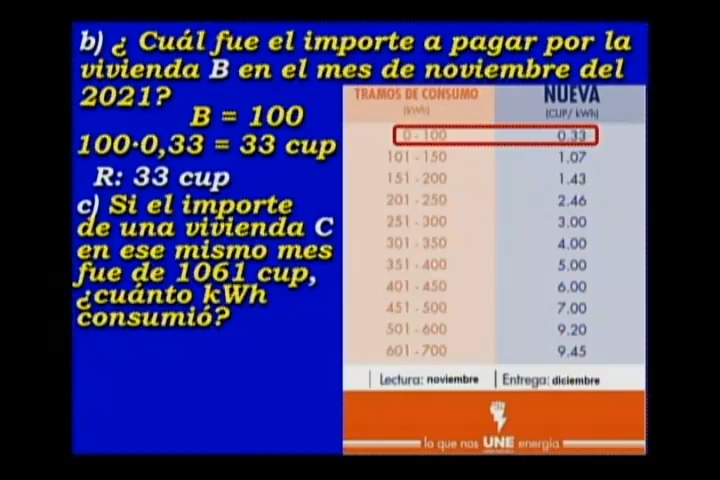 b) ¿ Cuál fue el importe a pagar por la
vivienda B en el mes de noviembre del
2021?
B = 100
100·0,33 = 33 cup
R: 33 cup
c) Si el importe
de una vivienda C
en ese mismo mes
fue de 1061 cup,
¿cuánto kWh
consumió?
TRAMOS DE CONSUMO NUEVA
(kWh) (CUP/ kWh)
0 - 100 0.33
101 - 150 1.07
151 - 200 1.43
201 - 250 2.46
251 - 300 3.00
301 - 350 4.00
351 - 400 5.00
401 - 450 6.00
451 - 500 7.00
501 - 600 9.20
601 - 700 9.45
Lectura: noviembre Entrega: diciembre
lo que nos UNE energía